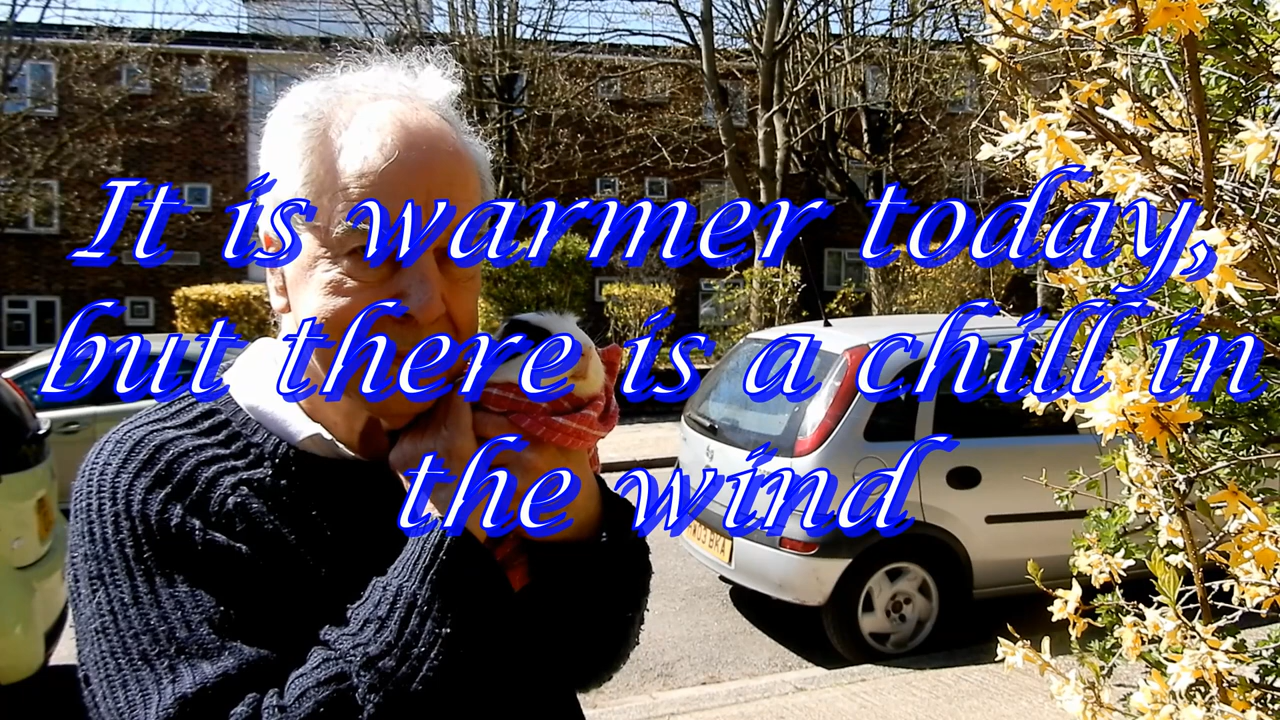 It is warmer today,
but there is a chill in
the wind